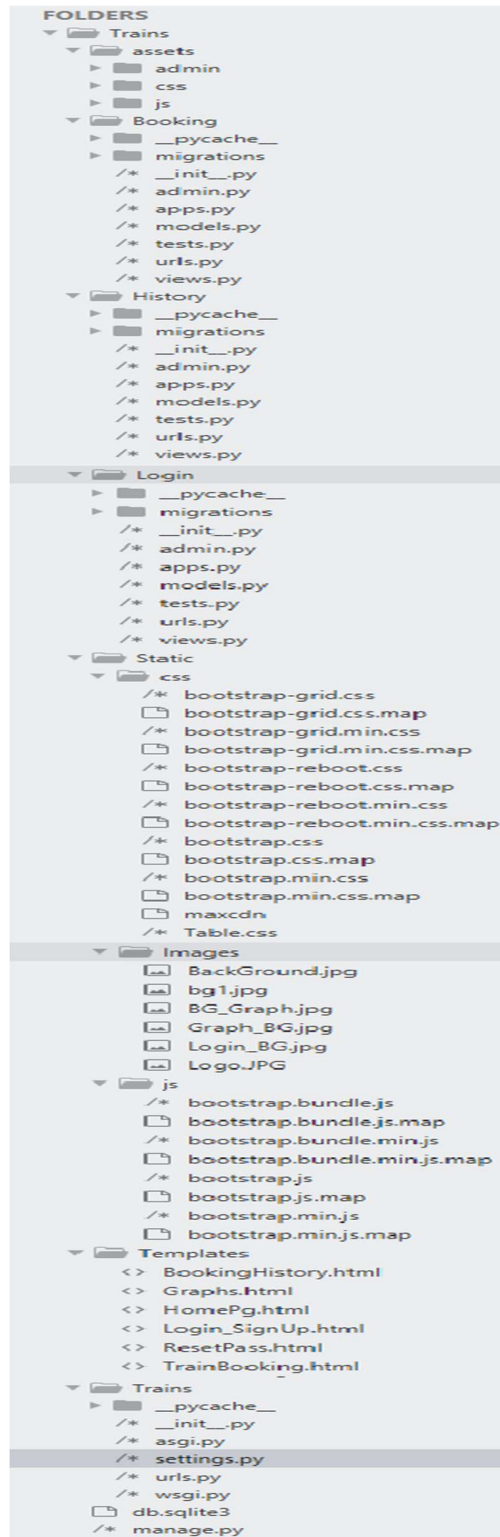 FOLDERS
Trains
assets
admin
css
js
Booking
__pycache__
migrations
/* __init__.py
/* admin.py
/* apps.py
/* models.py
/* tests.py
/* urls.py
/* views.py
History
__pycache__
migrations
/* __init__.py
/* admin.py
/* apps.py
/* models.py
/* tests.py
/* urls.py
/* views.py
Login
__pycache__
migrations
/* __init__.py
/* admin.py
/* apps.py
/* models.py
/* tests.py
/* urls.py
/* views.py
Static
css
/* bootstrap-grid.css
bootstrap-grid.css.map
/* bootstrap-grid.min.css
bootstrap-grid.min.css.map
/* bootstrap-reboot.css
bootstrap-reboot.css.map
/* bootstrap-reboot.min.css
bootstrap-reboot.min.css.map
/* bootstrap.css
bootstrap.css.map
/* bootstrap.min.css
bootstrap.min.css.map
maxcdn
/* Table.css
Images
BackGround.jpg
bg1.jpg
BG_Graph.jpg
Graph_BG.jpg
Login_BG.jpg
Logo.JPG
js
/* bootstrap.bundle.js
bootstrap.bundle.js.map
/* bootstrap.bundle.min.js
bootstrap.bundle.min.js.map
/* bootstrap.js
bootstrap.js.map
/* bootstrap.min.js
bootstrap.min.js.map
Templates
<> BookingHistory.html
<> Graphs.html
<> HomePg.html
<> Login_SignUp.html
<> ResetPass.html
<> TrainBooking.html
Trains
__pycache__
/* __init__.py
/* asgi.py
/* settings.py
/* urls.py
/* wsgi.py
db.sqlite3
/* manage.py